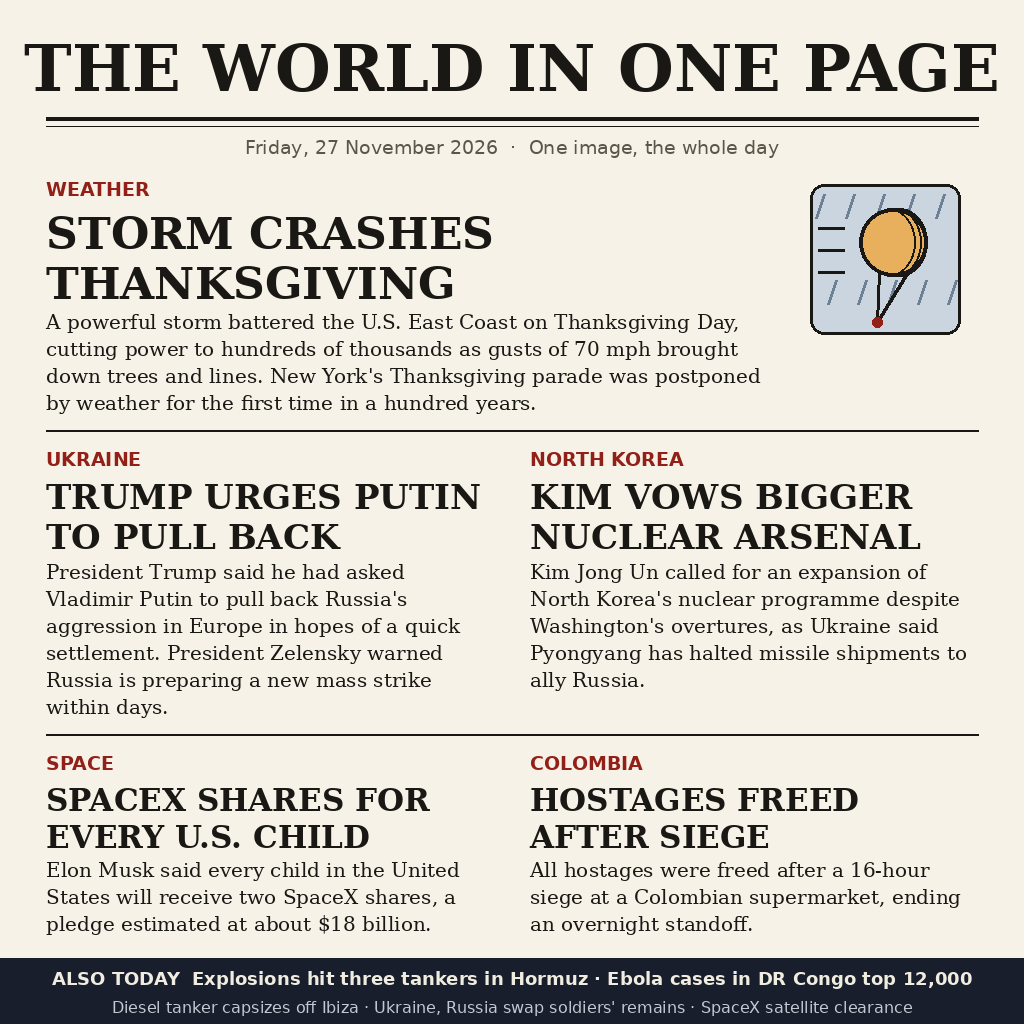 THE WORLD IN ONE PAGE
Friday, 27 November 2026 · One image, the whole day
WEATHER
STORM CRASHES
THANKSGIVING
A powerful storm battered the U.S. East Coast on Thanksgiving Day,
cutting power to hundreds of thousands as gusts of 70 mph brought
down trees and lines. New York's Thanksgiving parade was postponed
by weather for the first time in a hundred years.
UKRAINE
TRUMP URGES PUTIN
TO PULL BACK
President Trump said he had asked
Vladimir Putin to pull back Russia's
aggression in Europe in hopes of a quick
settlement. President Zelensky warned
Russia is preparing a new mass strike
within days.
NORTH KOREA
KIM VOWS BIGGER
NUCLEAR ARSENAL
Kim Jong Un called for an expansion of
North Korea's nuclear programme despite
Washington's overtures, as Ukraine said
Pyongyang has halted missile shipments to
ally Russia.
SPACE
SPACEX SHARES FOR
EVERY U.S. CHILD
Elon Musk said every child in the United
States will receive two SpaceX shares, a
pledge estimated at about $18 billion.
COLOMBIA
HOSTAGES FREED
AFTER SIEGE
All hostages were freed after a 16-hour
siege at a Colombian supermarket, ending
an overnight standoff.
ALSO TODAY  Explosions hit three tankers in Hormuz · Ebola cases in DR Congo top 12,000
Diesel tanker capsizes off Ibiza · Ukraine, Russia swap soldiers' remains · SpaceX satellite clearance